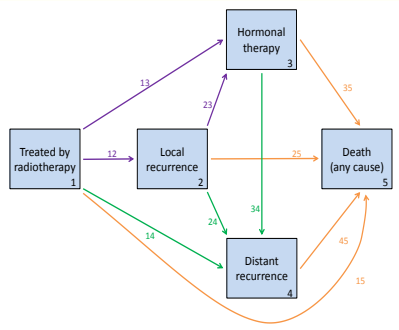 Hormonal
therapy
3
13
35
23
Treated by
radiotherapy
1
12
Local
recurrence
2
25
Death
(any cause)
5
34
24
14
Distant
recurrence
4
45
15